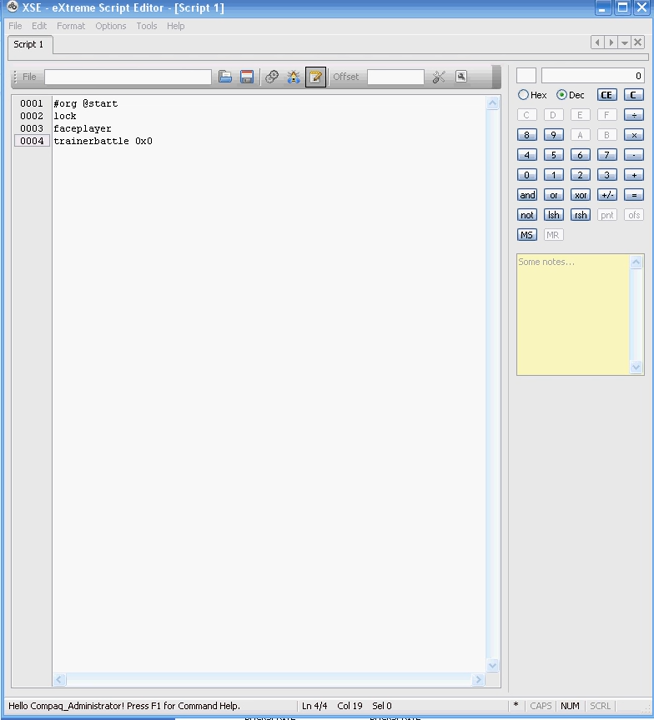 XSE - eXtreme Script Editor - [Script 1]
File Edit Format Options Tools Help
Script 1
File Offset
0001 #org @start
0002 lock
0003 faceplayer
0004 trainerbattle 0x0
0
Hex Dec CE C
C D E F ÷
8 9 A B x
4 5 6 7 -
0 1 2 3 +
and or xor +/- =
not lsh rsh pnt ofs
MS MR
Some notes...
Hello Compaq_Administrator! Press F1 for Command Help. Ln 4/4 Col 19 Sel 0 * CAPS NUM SCRL